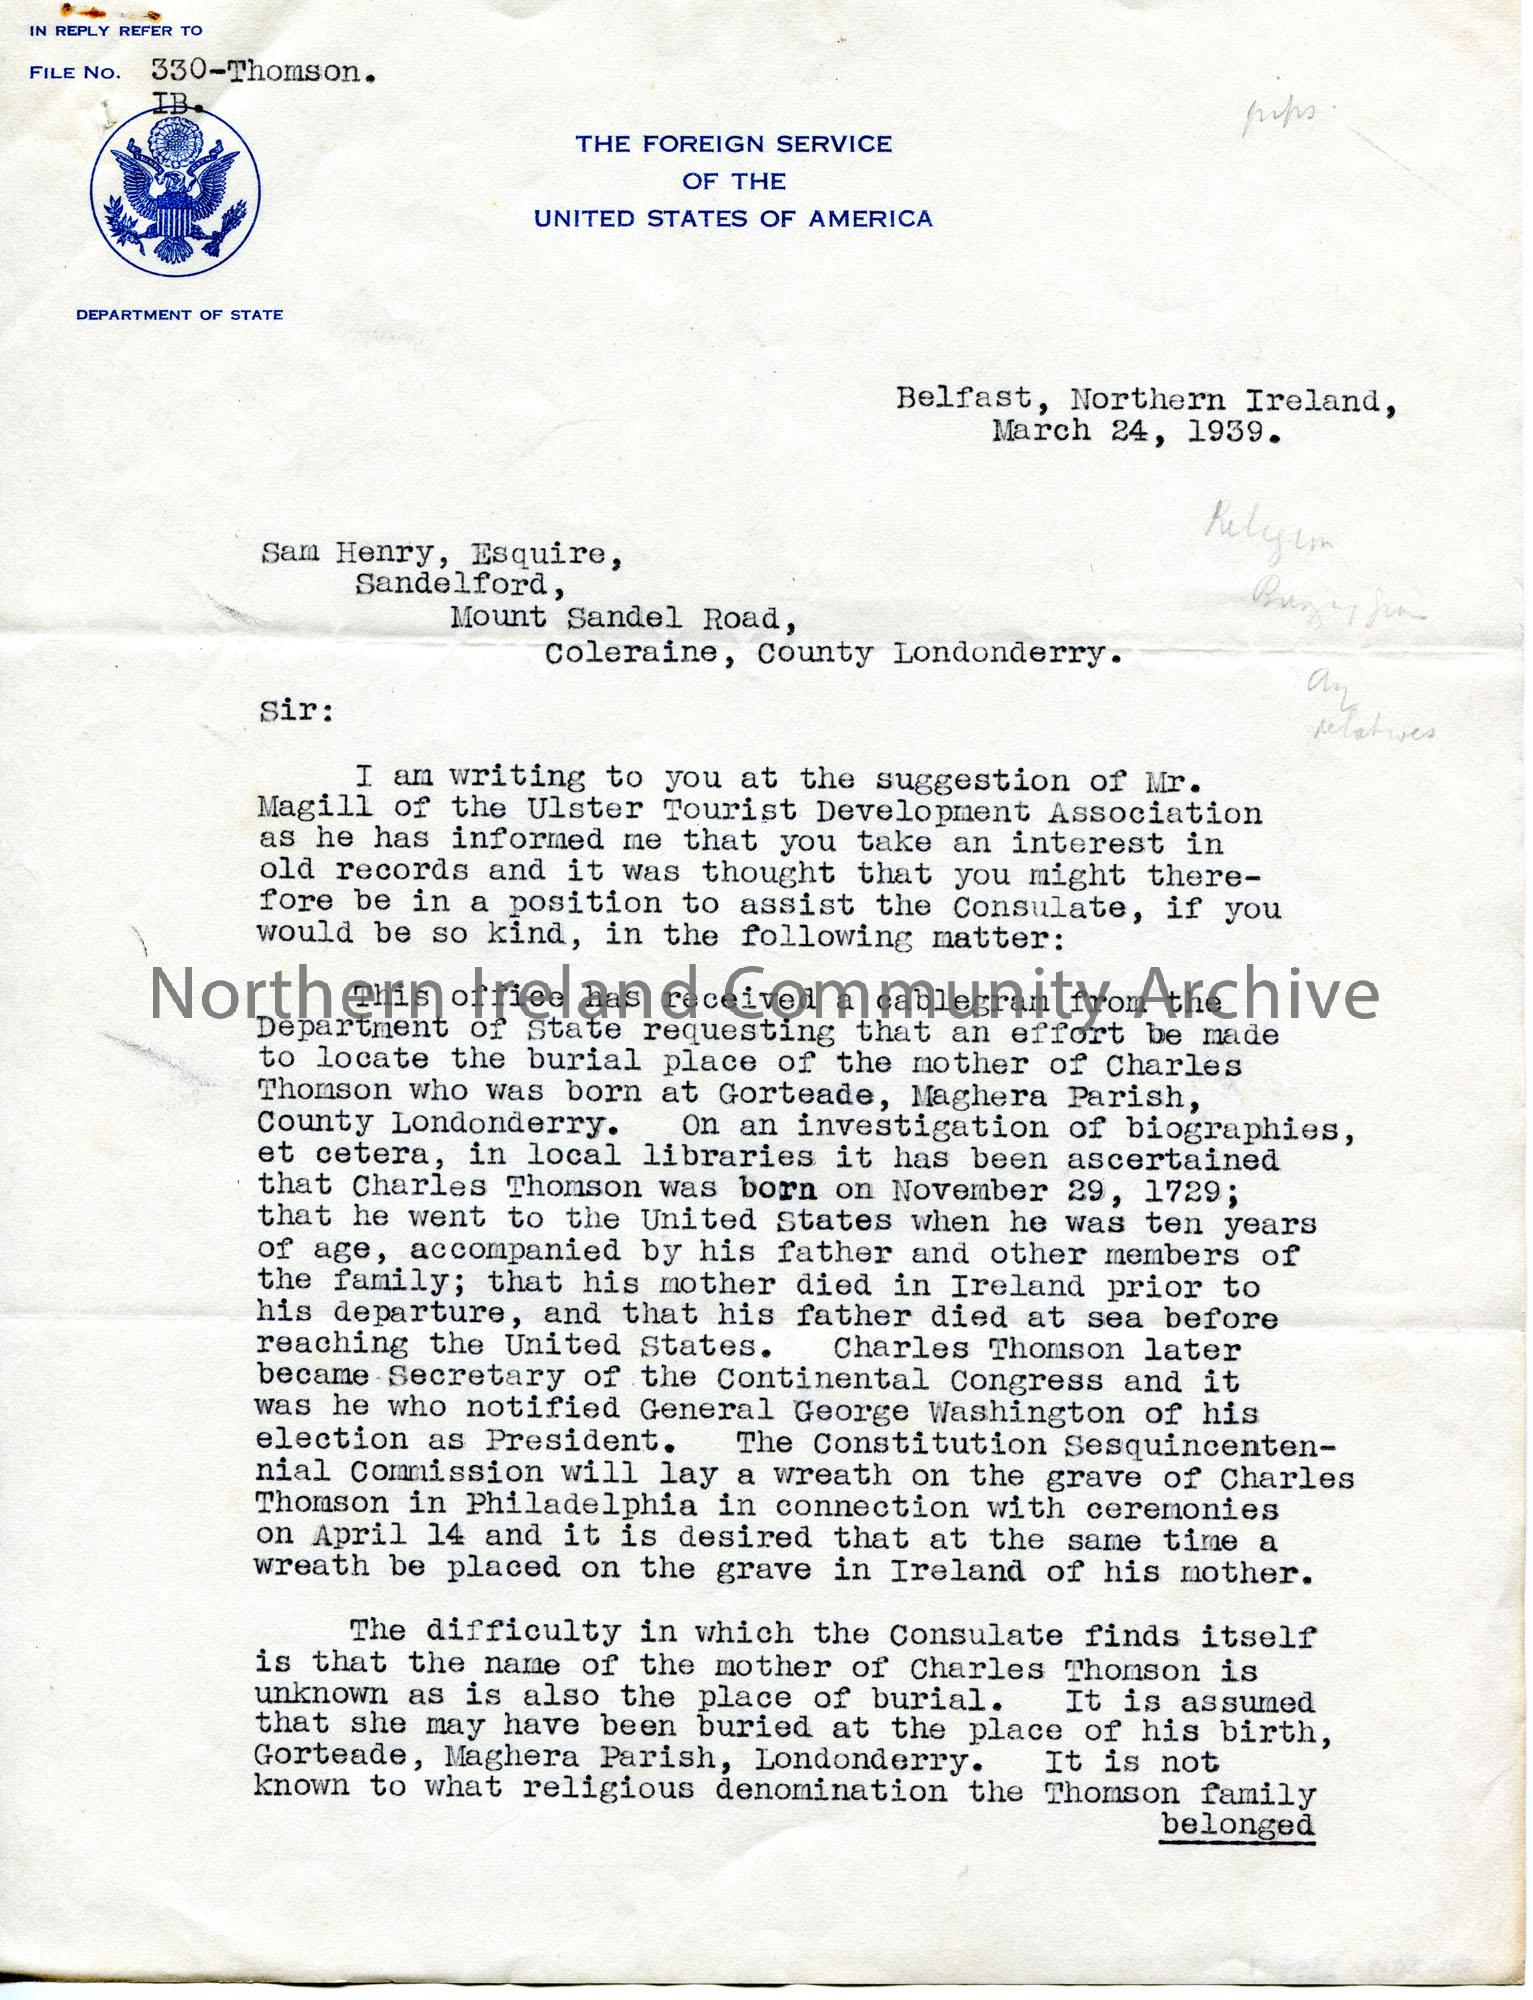 IN REPLY REFER TO
FILE NO. 330-Thomson.
IB.
pips.
THE FOREIGN SERVICE
OF THE
UNITED STATES OF AMERICA
DEPARTMENT OF STATE
Belfast, Northern Ireland,
March 24, 1939.
Religion
Sam Henry, Esquire,
Sandelford,
Mount Sandel Road,
Coleraine, County Londonderry.
relatives
Sir:
I am writing to you at the suggestion of Mr.
Magill of the Ulster Tourist Development Association
as he has informed me that you take an interest in
old records and it was thought that you might there-
fore be in a position to assist the Consulate, if you
would be so kind, in the following matter:
Northern Ireland Community Archive
This office has received a cablegram from the
Department of State requesting that an effort be made
to locate the burial place of the mother of Charles
Thomson who was born at Gorteade, Maghera Parish,
County Londonderry. On an investigation of biographies,
et cetera, in local libraries it has been ascertained
that Charles Thomson was born on November 29, 1729;
that he went to the United States when he was ten years
of age, accompanied by his father and other members of
the family; that his mother died in Ireland prior to
his departure, and that his father died at sea before
reaching the United States. Charles Thomson later
became Secretary of the Continental Congress and it
was he who notified General George Washington of his
election as President. The Constitution Sesquincenten-
nial Commission will lay a wreath on the grave of Charles
Thomson in Philadelphia in connection with ceremonies
on April 14 and it is desired that at the same time a
wreath be placed on the grave in Ireland of his mother.
The difficulty in which the Consulate finds itself
is that the name of the mother of Charles Thomson is
unknown as is also the place of burial. It is assumed
that she may have been buried at the place of his birth,
Gorteade, Maghera Parish, Londonderry. It is not
known to what religious denomination the Thomson family
belonged